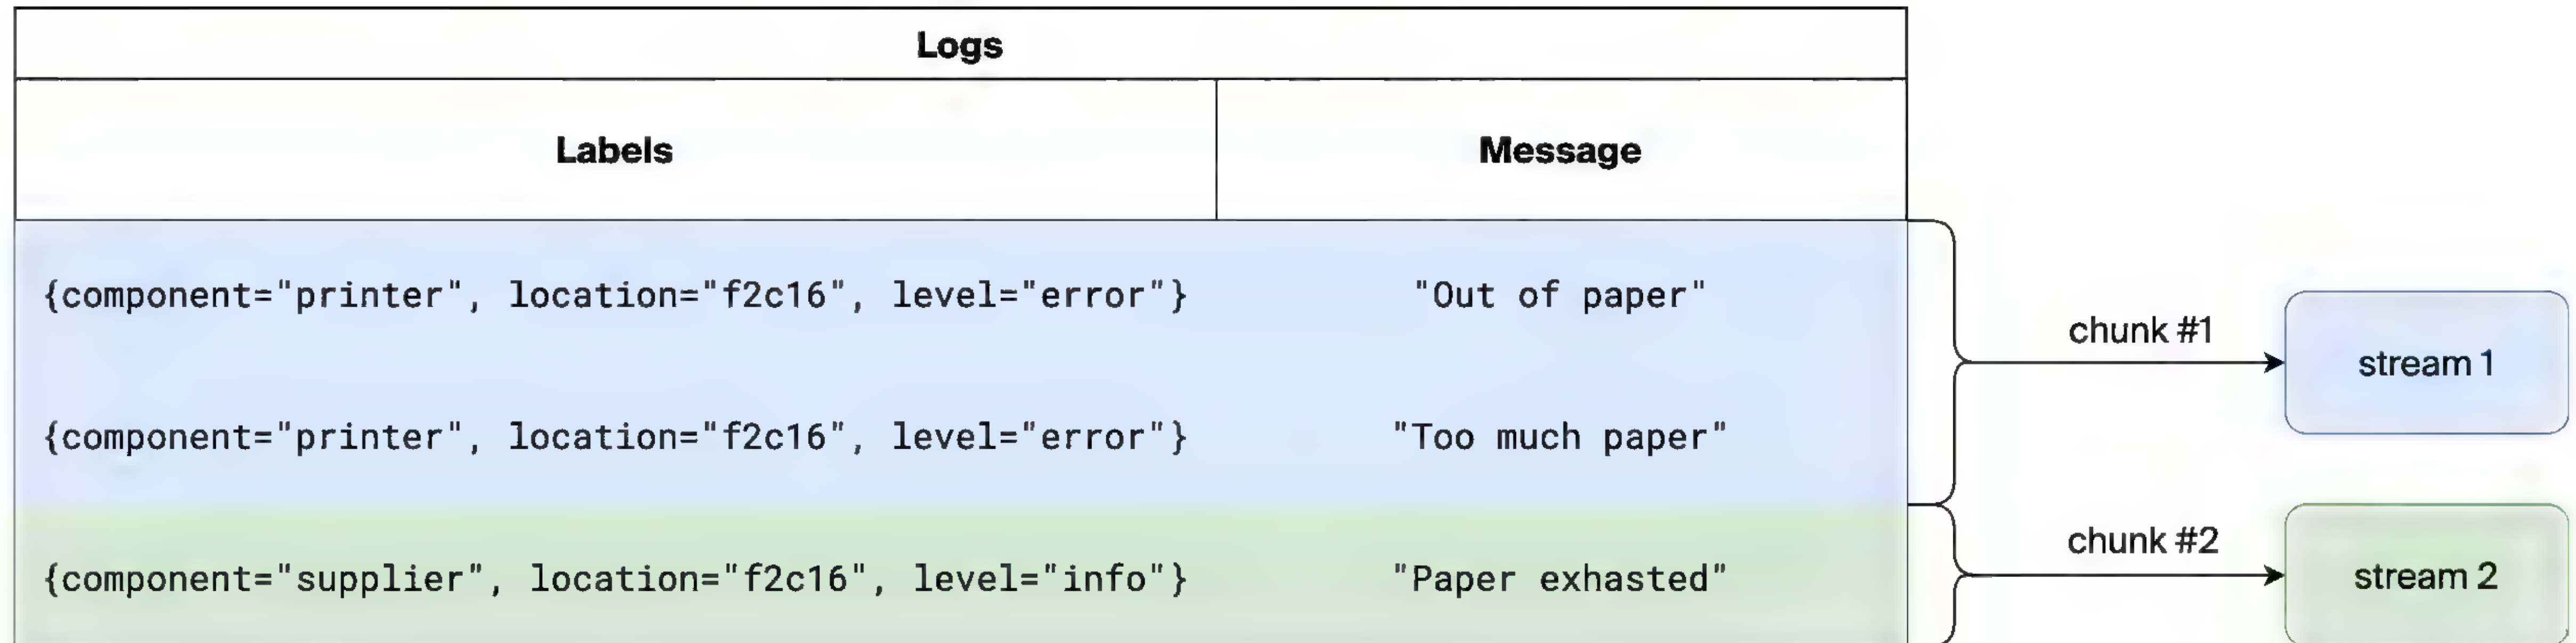 Logs
Labels Message
{component="printer", location="f2c16", level="error"} "Out of paper"
chunk #1
stream 1
{component="printer", location="f2c16", level="error"} "Too much paper"
chunk #2
{component="supplier", location="f2c16", level="info"} "Paper exhasted"
stream 2